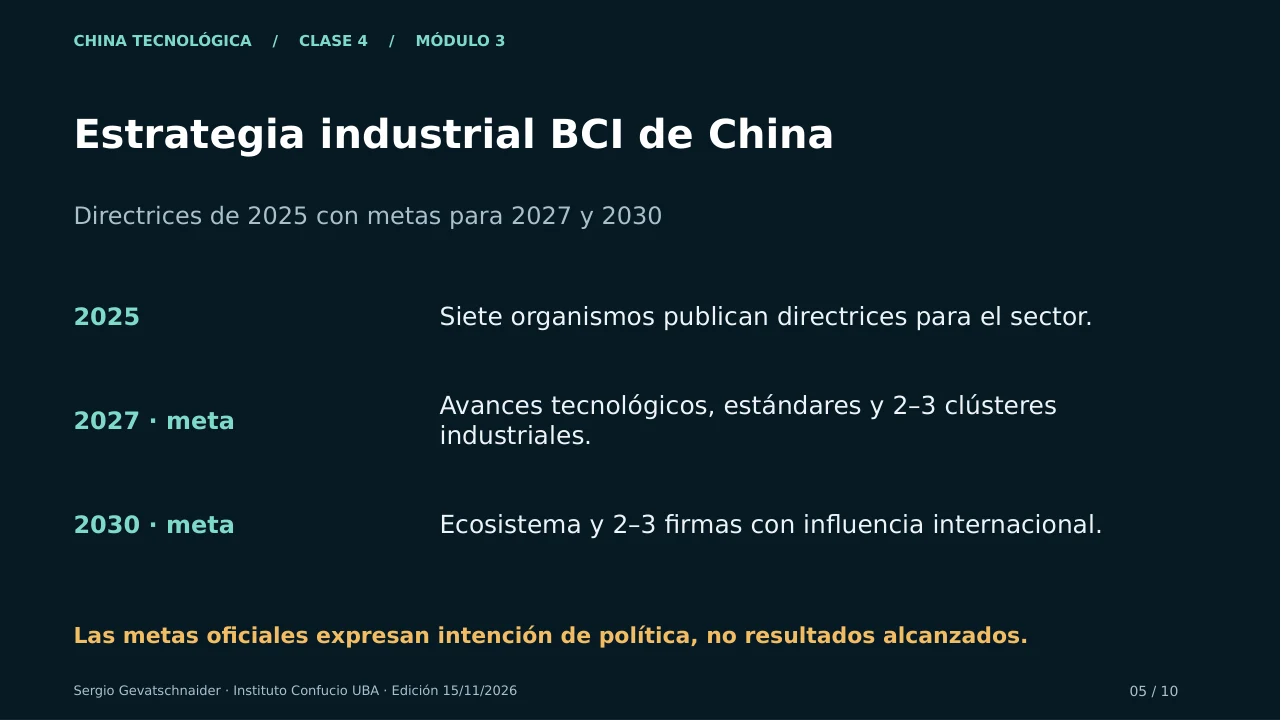 CHINA TECNOLÓGICA / CLASE 4 / MÓDULO 3
Estrategia industrial BCI de China
Directrices de 2025 con metas para 2027 y 2030
2025
Siete organismos publican directrices para el sector.
2027 · meta
Avances tecnológicos, estándares y 2–3 clústeres
industriales.
2030 · meta
Ecosistema y 2–3 firmas con influencia internacional.
Las metas oficiales expresan intención de política, no resultados alcanzados.
Sergio Gevatschnaider · Instituto Confucio UBA · Edición 15/11/2026
05 / 10